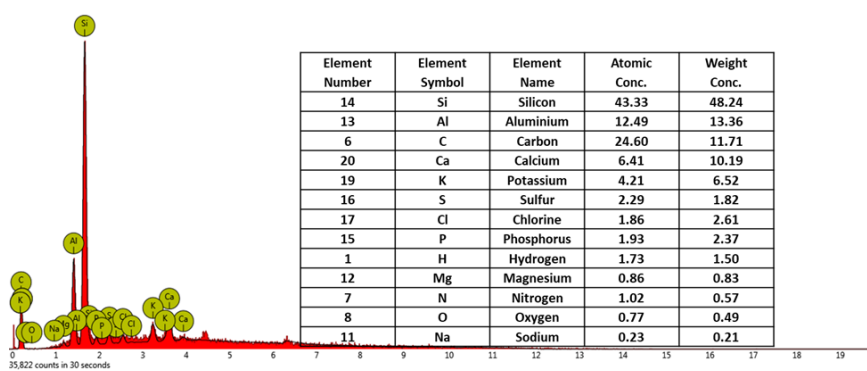 Si
Element Number Element Symbol Element Name Atomic Conc. Weight Conc.
14 Si Silicon 43.33 48.24
13 Al Aluminium 12.49 13.36
6 C Carbon 24.60 11.71
20 Ca Calcium 6.41 10.19
19 K Potassium 4.21 6.52
16 S Sulfur 2.29 1.82
17 Cl Chlorine 1.86 2.61
15 P Phosphorus 1.93 2.37
1 H Hydrogen 1.73 1.50
12 Mg Magnesium 0.86 0.83
7 N Nitrogen 1.02 0.57
8 O Oxygen 0.77 0.49
11 Na Sodium 0.23 0.21
Al
C
K
O
Na
Mg
Al
P
S
Cl
Cl
K
K
Ca
Ca
0 1 2 3 4 5 6 7 8 9 10 11 12 13 14 15 16 17 18 19
35,822 counts in 30 seconds